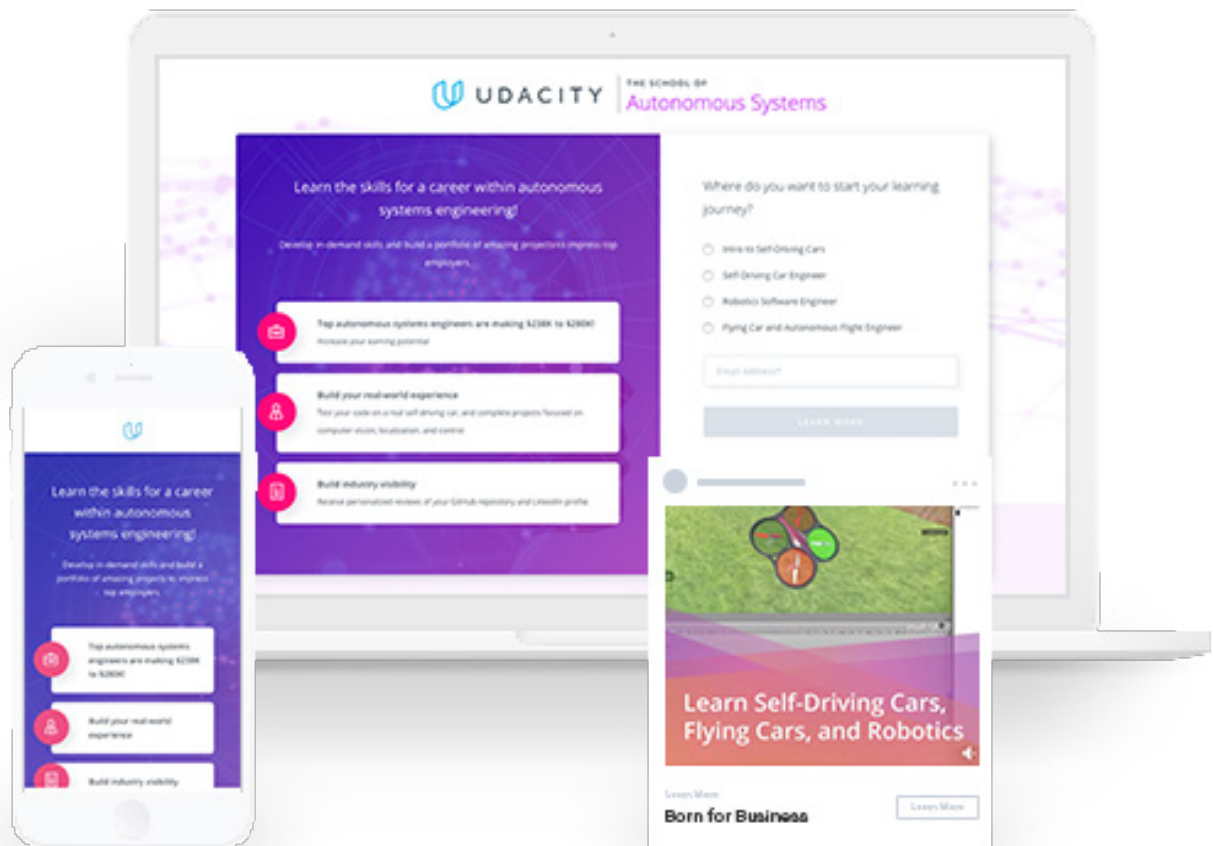 UDACITY
THE SCHOOL OF
Autonomous Systems
Learn the skills for a career within autonomous
systems engineering!
Develop in-demand skills and build a portfolio of amazing projects to impress top
employers.
Top autonomous systems engineers are making $238K to $280K!
Increase your earning potential
Build your real-world experience
Test your code on a real self-driving car, and complete projects focused on
computer vision, localization, and control
Build industry visibility
Receive personalized reviews of your GitHub repository and LinkedIn profile
Where do you want to start your learning
journey?
Intro to Self-Driving Cars
Self-Driving Car Engineer
Robotics Software Engineer
Flying Car and Autonomous Flight Engineer
Email Address*
LEARN MORE
Learn the skills for a career
within autonomous
systems engineering!
Develop in-demand skills and build a
portfolio of amazing projects to impress
top employers.
Top autonomous systems
engineers are making $238K
to $280K!
Build your real-world
experience
Build industry visibility
Learn Self-Driving Cars,
Flying Cars, and Robotics
Learn More
Born for Business
Learn More